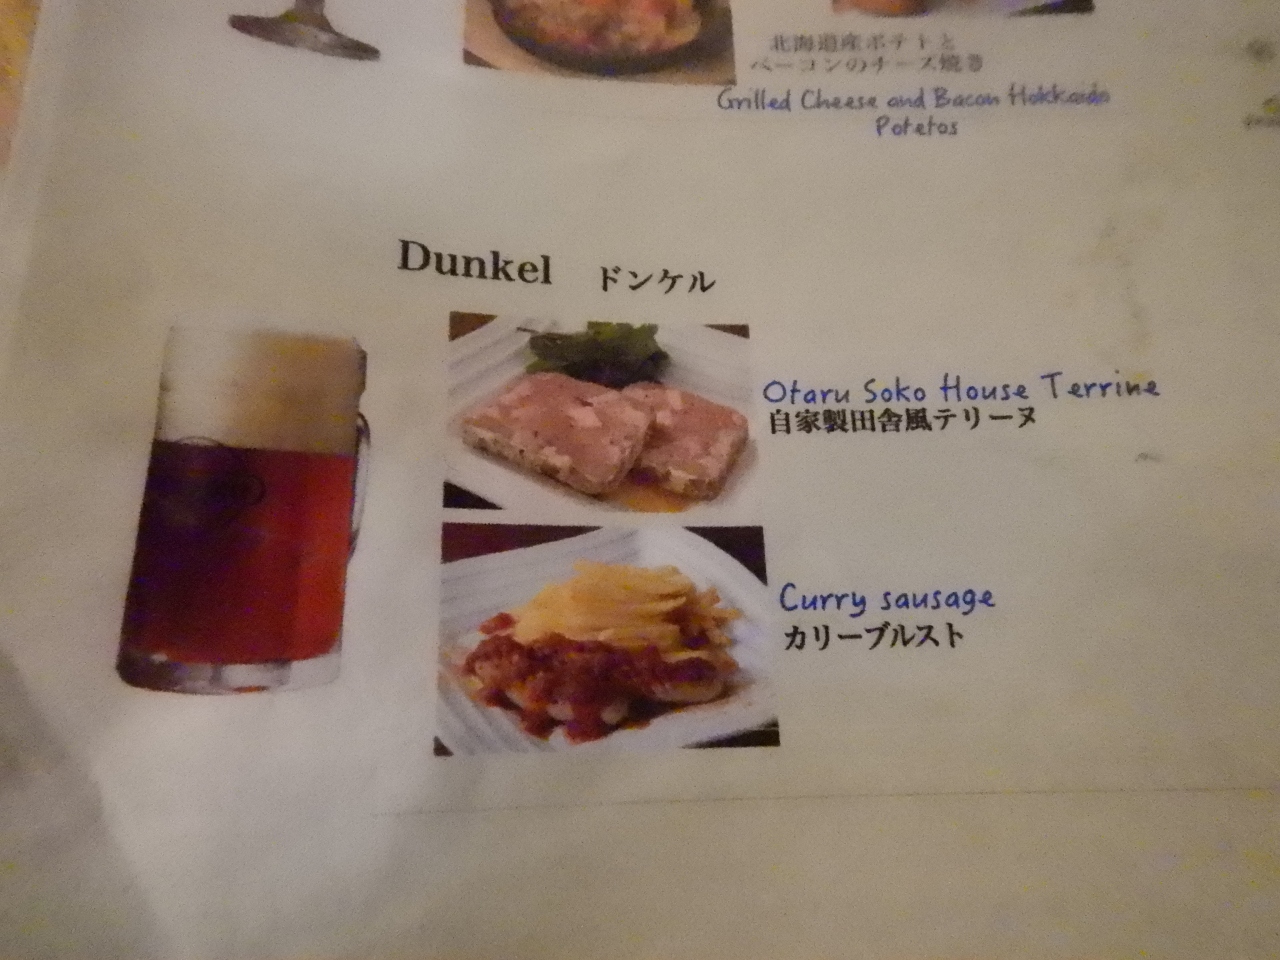 北海道産ポテトと
ベーコンのチーズ焼き
Grilled Cheese and Bacon Hokkaido
Potetos
Dunkel ドンケル
Otaru Soko House Terrine
自家製田舎風テリーヌ
Curry sausage
カリーブルスト